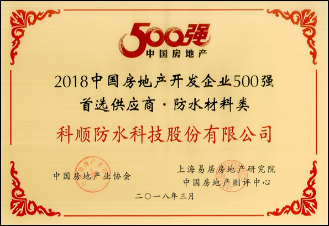 500强
中国房地产
2018中国房地产开发企业500强
首选供应商·防水材料类
科顺防水科技股份有限公司
中国房地产业协会
上海易居房地产研究院
中国房地产测评中心
二〇一八年三月